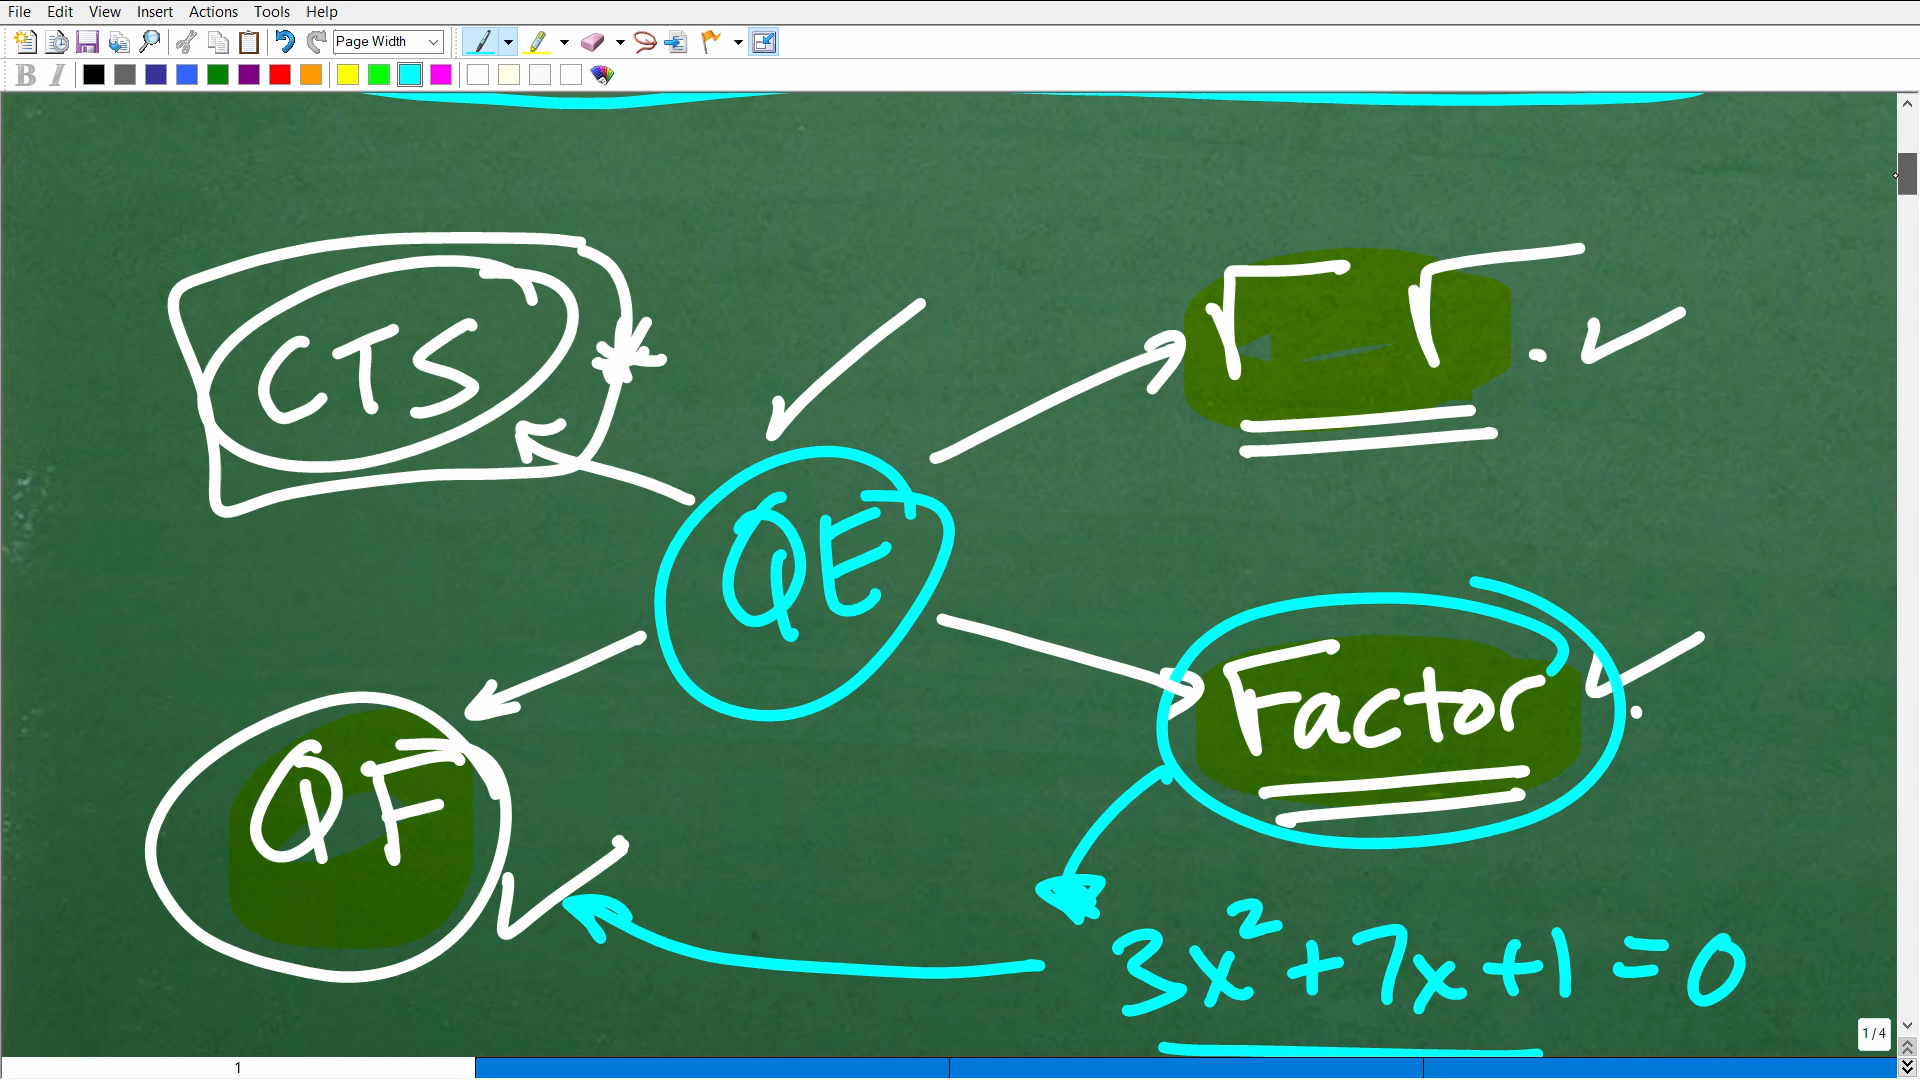 File Edit View Insert Actions Tools Help
Page Width
B I
CTS
√ √
QE
Factor
QF
3x²+7x+1=0
1/4
1